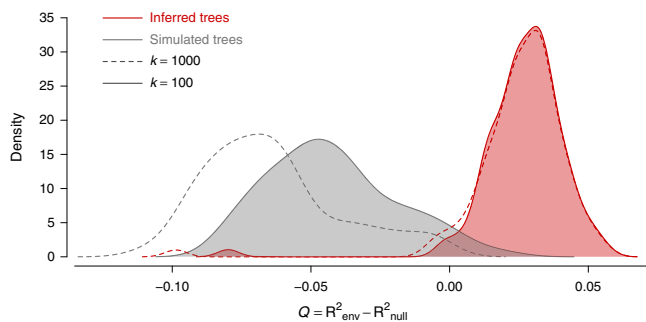 Inferred trees
Simulated trees
k = 1000
k = 100
Density
35
30
25
20
15
10
5
0
−0.10
−0.05
0.00
0.05
Q = R²env − R²null